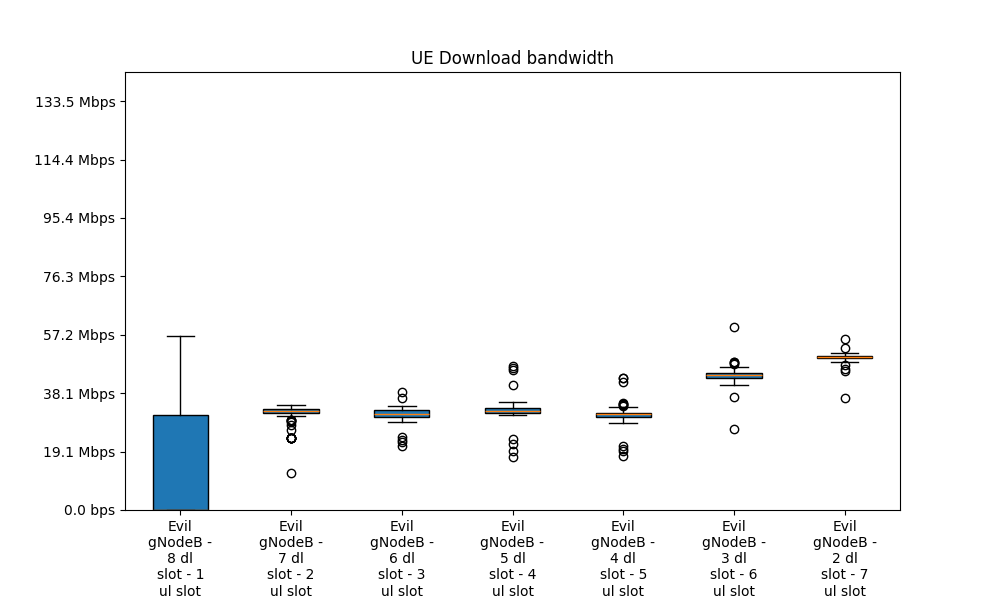 UE Download bandwidth
133.5 Mbps
114.4 Mbps
95.4 Mbps
76.3 Mbps
57.2 Mbps
38.1 Mbps
19.1 Mbps
0.0 bps
Evil
gNodeB -
8 dl
slot - 1
ul slot
Evil
gNodeB -
7 dl
slot - 2
ul slot
Evil
gNodeB -
6 dl
slot - 3
ul slot
Evil
gNodeB -
5 dl
slot - 4
ul slot
Evil
gNodeB -
4 dl
slot - 5
ul slot
Evil
gNodeB -
3 dl
slot - 6
ul slot
Evil
gNodeB -
2 dl
slot - 7
ul slot